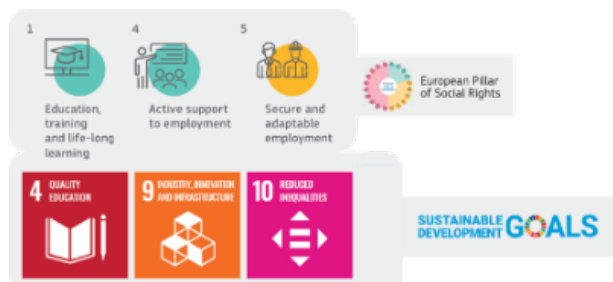 1
4
5
Education,
training
and life-long
learning
Active support
to employment
Secure and
adaptable
employment
European Pillar
of Social Rights
4 QUALITY
EDUCATION
9 INDUSTRY, INNOVATION
AND INFRASTRUCTURE
10 REDUCED
INEQUALITIES
SUSTAINABLE
DEVELOPMENT GOALS